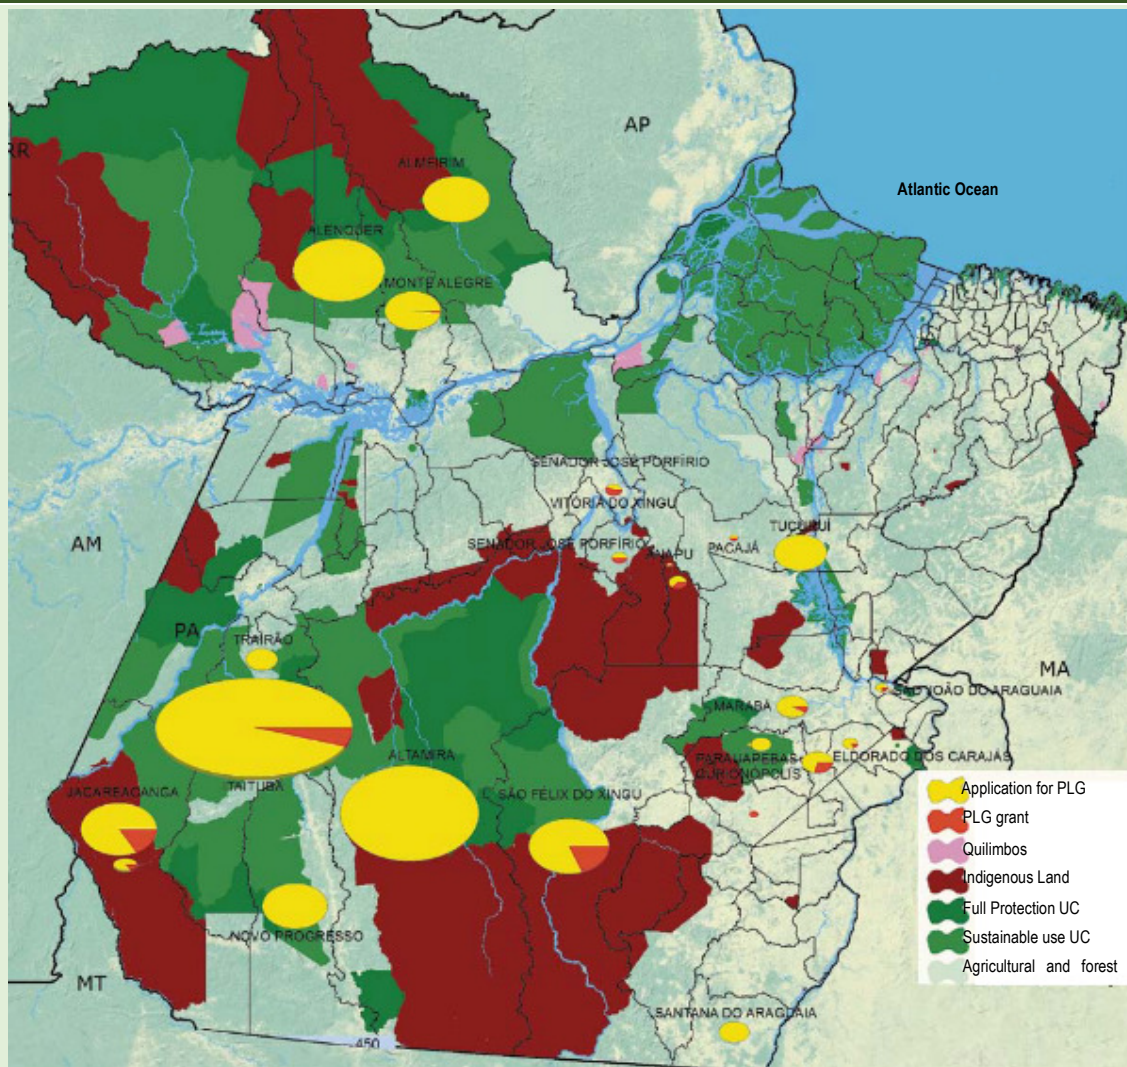 AP
RR
Atlantic Ocean
ALMEIRIM
ALENQUER
MONTE ALEGRE
SENADOR JOSÉ PORFÍRIO
VITÓRIA DO XINGU
TUCURUÍ
AM
SENADOR JOSÉ PORFÍRIO
ANAPU
PACAJÁ
PA
TRAIRÃO
MA
SÃO JOÃO DO ARAGUAIA
MARABÁ
ALTAMIRA
PARAUAPEBAS
ELDORADO DOS CARAJÁS
CURIONÓPOLIS
ITAITUBA
JACAREACANGA
SÃO FÉLIX DO XINGU
Application for PLG
PLG grant
Quilimbos
Indigenous Land
Full Protection UC
Sustainable use UC
Agricultural and forest
NOVO PROGRESSO
MT
SANTANA DO ARAGUAIA
450